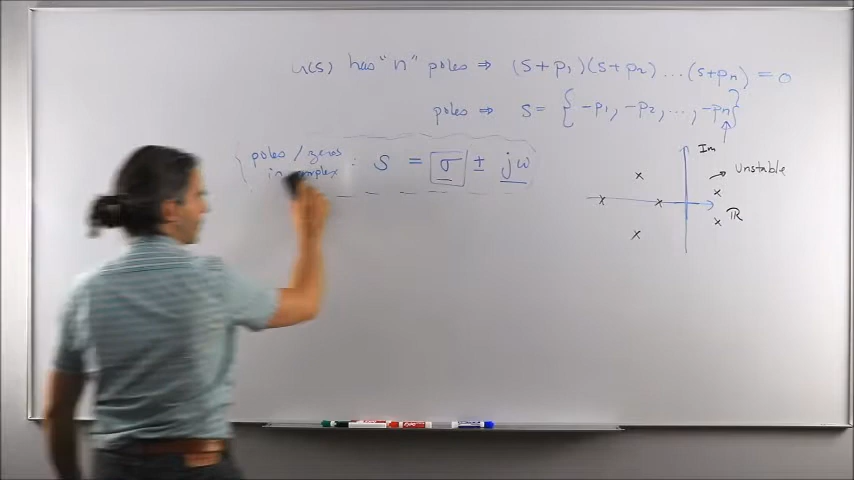 u(s) has "n" poles ⇒ (s+p₁)(s+p₂) ...(s+pₙ) = 0
poles ⇒ s = { -p₁, -p₂, ..., -pₙ}
poles / zeros : s = σ ± jω
in complex
Im
unstable
ℝ